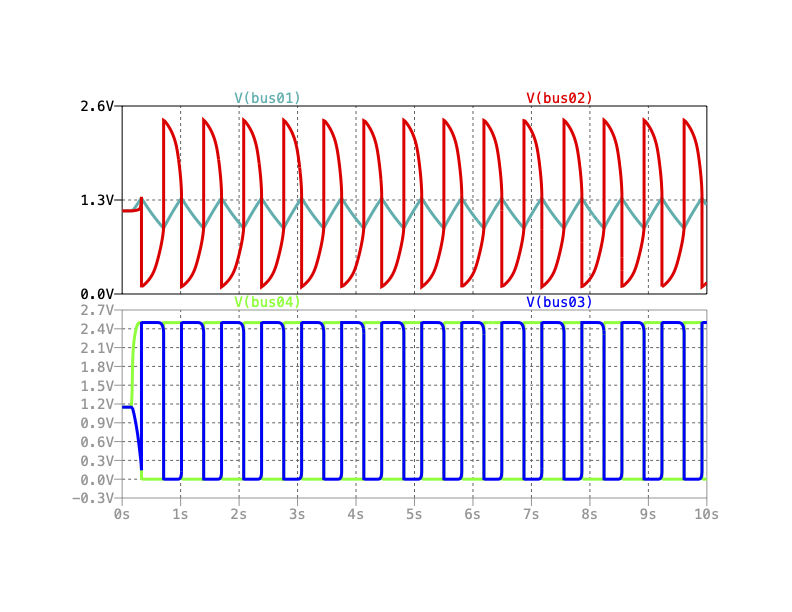 V(bus01) V(bus02)
2.6V
1.3V
0.0V
V(bus04) V(bus03)
2.7V
2.4V
2.1V
1.8V
1.5V
1.2V
0.9V
0.6V
0.3V
0.0V
-0.3V
0s 1s 2s 3s 4s 5s 6s 7s 8s 9s 10s